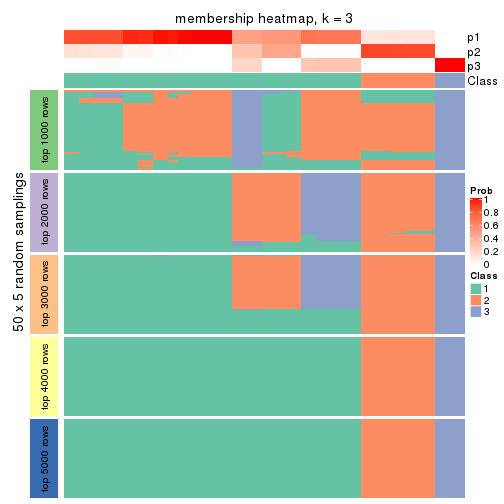 membership heatmap, k = 3
p1
p2
p3
Class
50 x 5 random samplings
top 1000 rows
top 2000 rows
top 3000 rows
top 4000 rows
top 5000 rows
Prob
1
0.8
0.6
0.4
0.2
0
Class
1
2
3